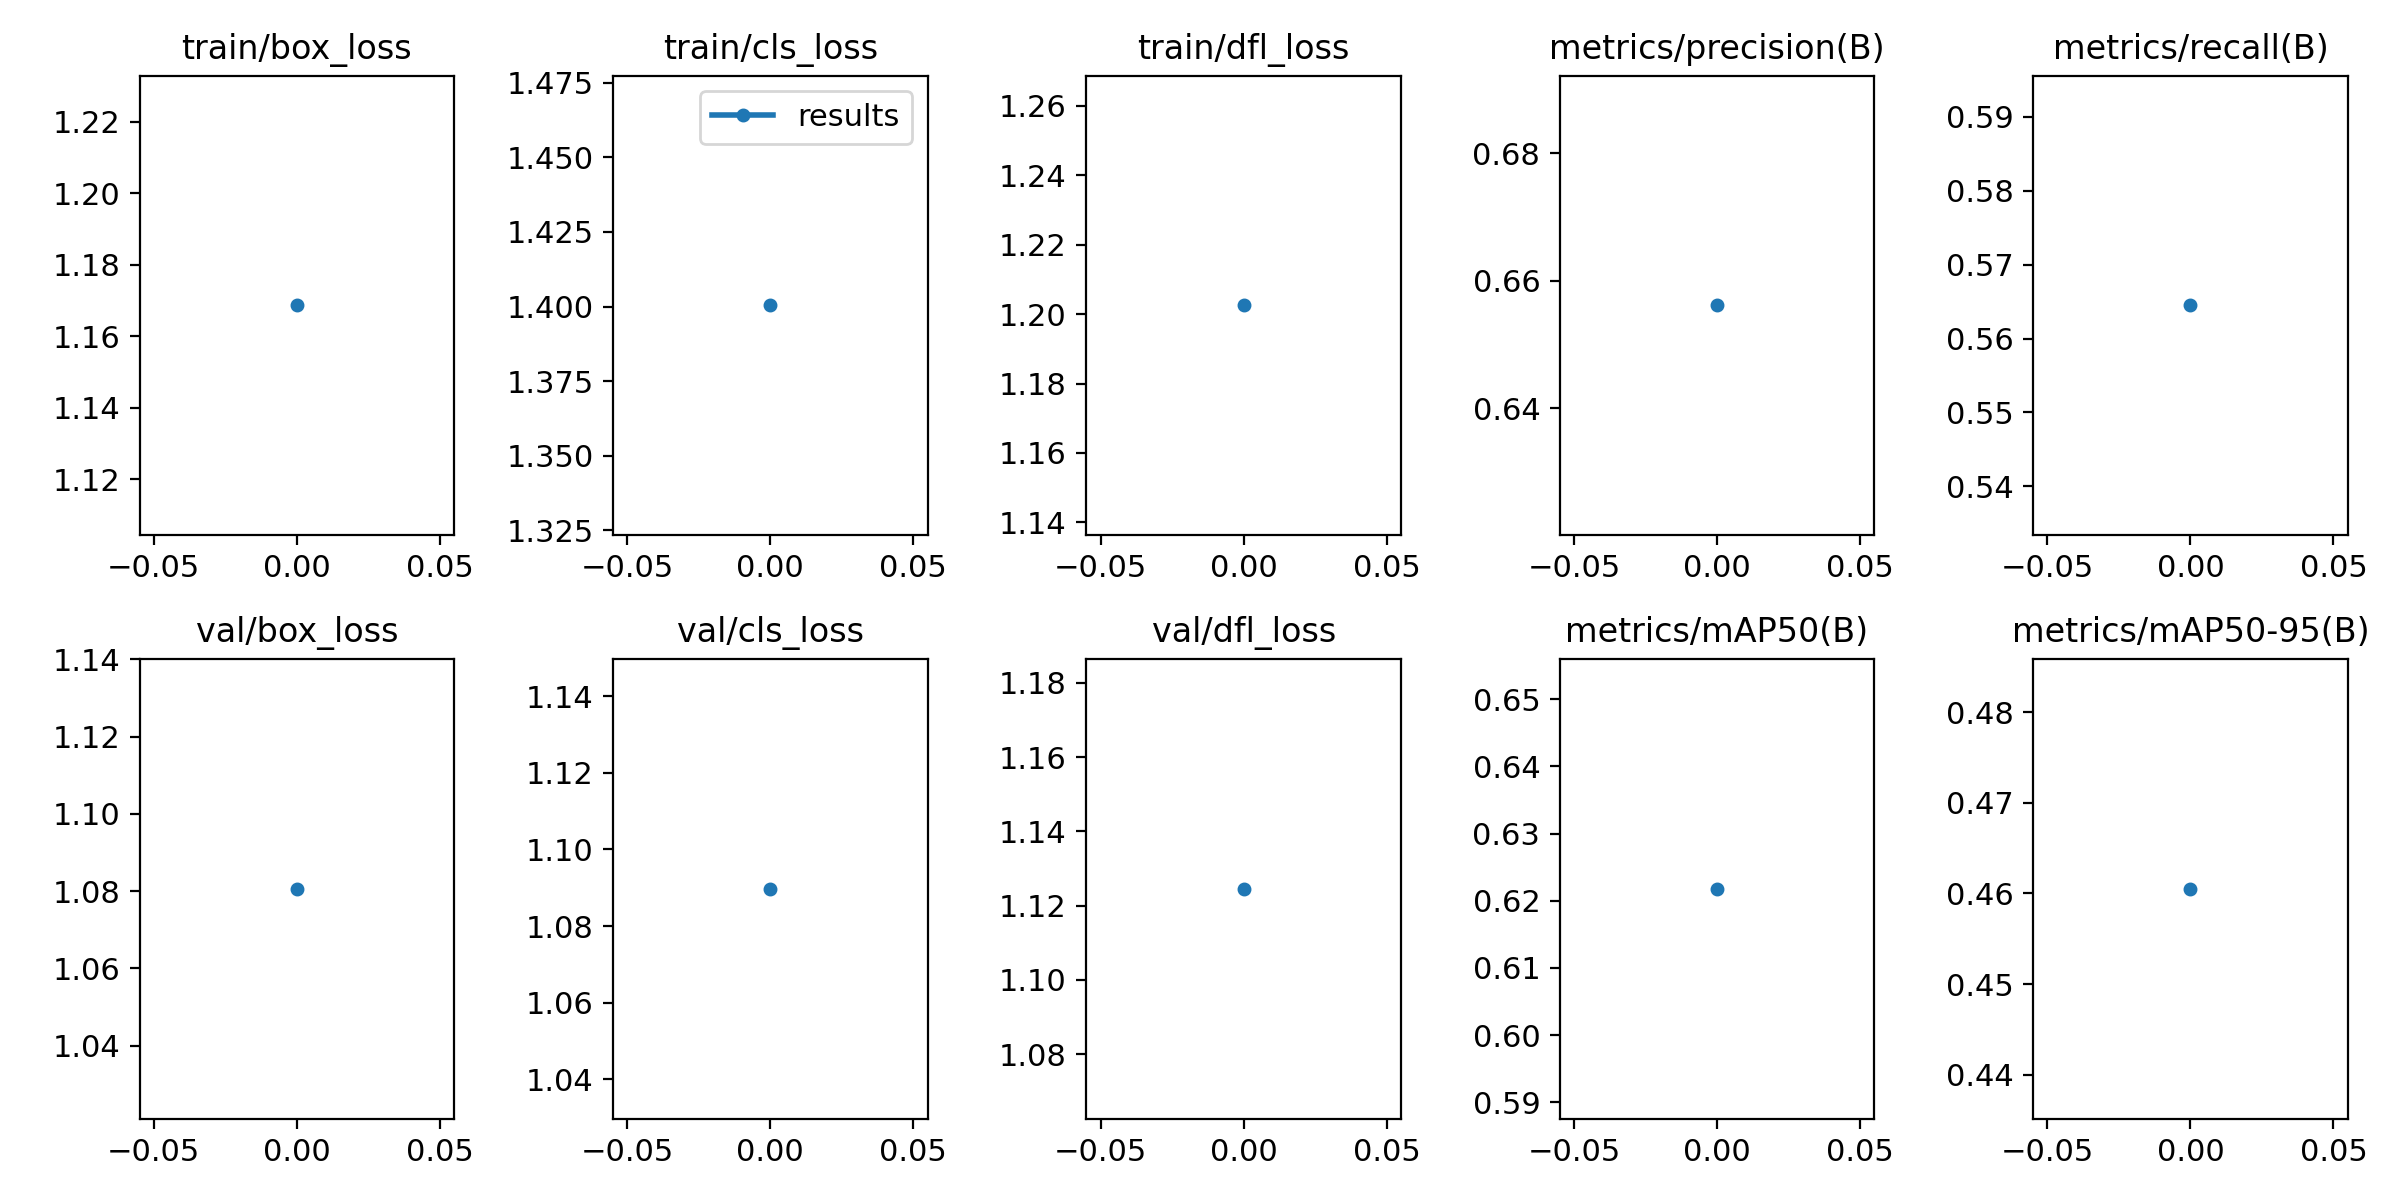 train/box_loss
1.22
1.20
1.18
1.16
1.14
1.12
−0.05 0.00 0.05
train/cls_loss
results
1.475
1.450
1.425
1.400
1.375
1.350
1.325
−0.05 0.00 0.05
train/dfl_loss
1.26
1.24
1.22
1.20
1.18
1.16
1.14
−0.05 0.00 0.05
metrics/precision(B)
0.68
0.66
0.64
−0.05 0.00 0.05
metrics/recall(B)
0.59
0.58
0.57
0.56
0.55
0.54
−0.05 0.00 0.05
val/box_loss
1.14
1.12
1.10
1.08
1.06
1.04
−0.05 0.00 0.05
val/cls_loss
1.14
1.12
1.10
1.08
1.06
1.04
−0.05 0.00 0.05
val/dfl_loss
1.18
1.16
1.14
1.12
1.10
1.08
−0.05 0.00 0.05
metrics/mAP50(B)
0.65
0.64
0.63
0.62
0.61
0.60
0.59
−0.05 0.00 0.05
metrics/mAP50-95(B)
0.48
0.47
0.46
0.45
0.44
−0.05 0.00 0.05